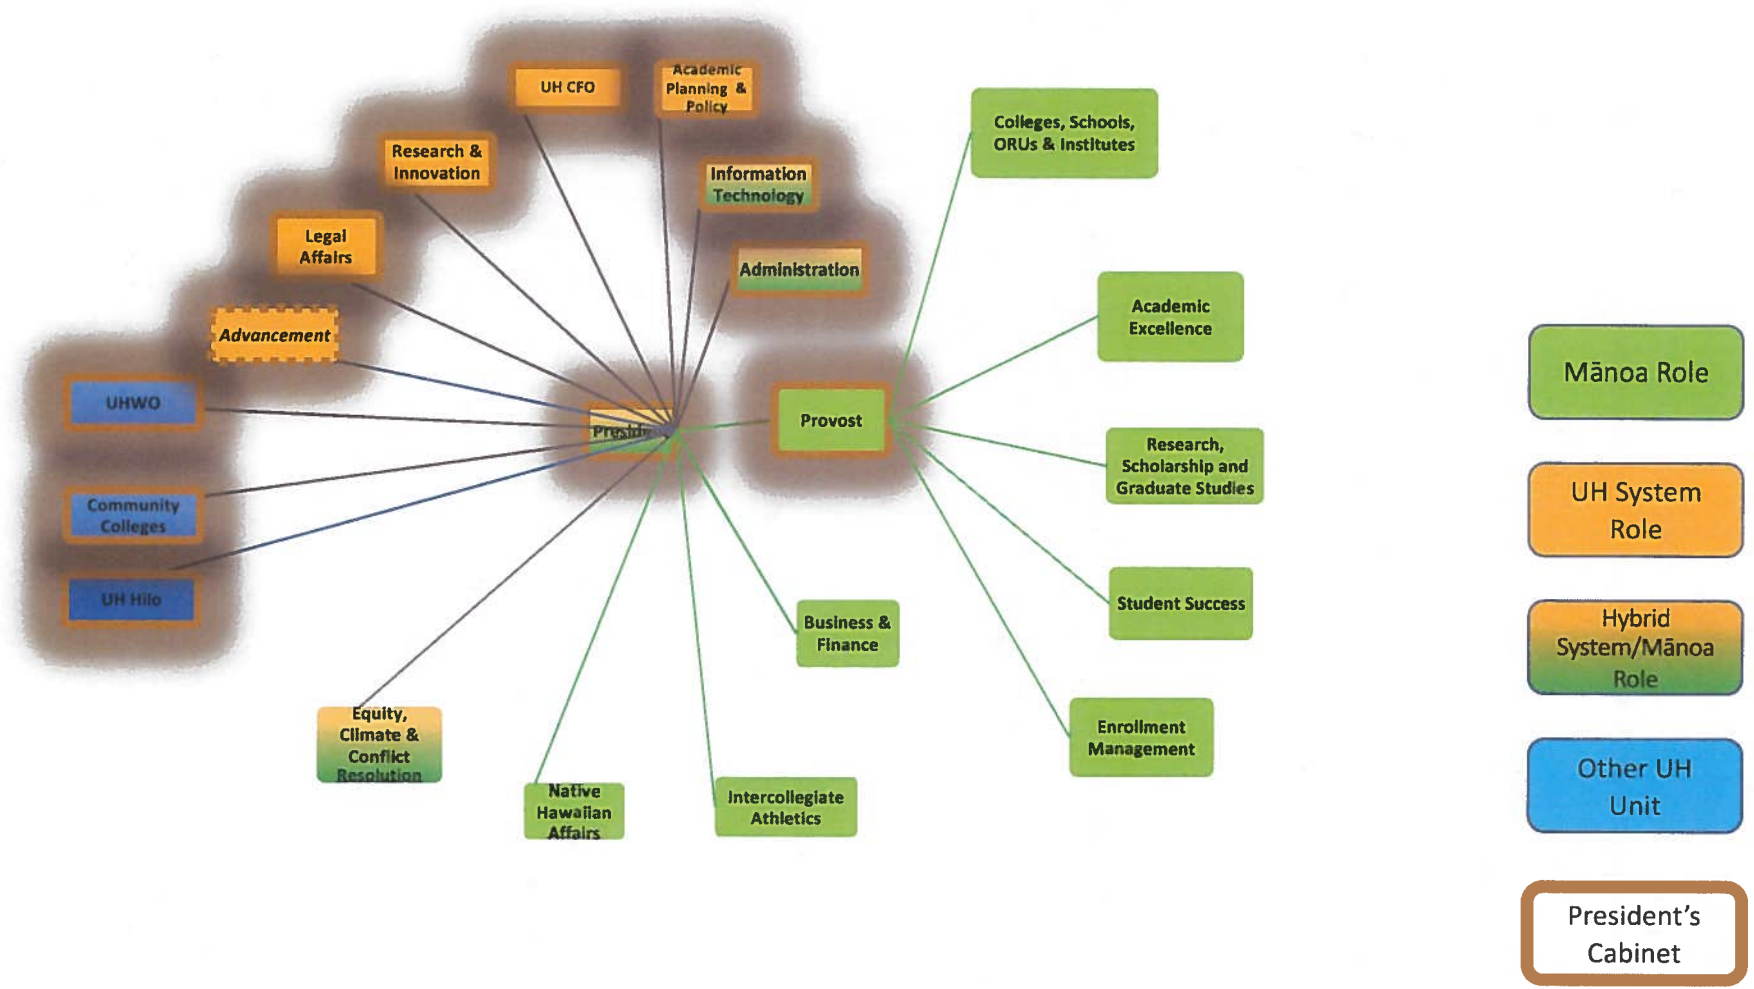 UH CFO
Academic
Planning &
Policy
Research &
Innovation
Information
Technology
Legal
Affairs
Administration
Advancement
UHWO
Community
Colleges
UH Hilo
Provost
Colleges, Schools,
ORUs & Institutes
Academic
Excellence
Research,
Scholarship and
Graduate Studies
Student Success
Enrollment
Management
Business &
Finance
Equity,
Climate &
Conflict
Resolution
Native
Hawaiian
Affairs
Intercollegiate
Athletics
Mānoa Role
UH System
Role
Hybrid
System/Mānoa
Role
Other UH
Unit
President's
Cabinet